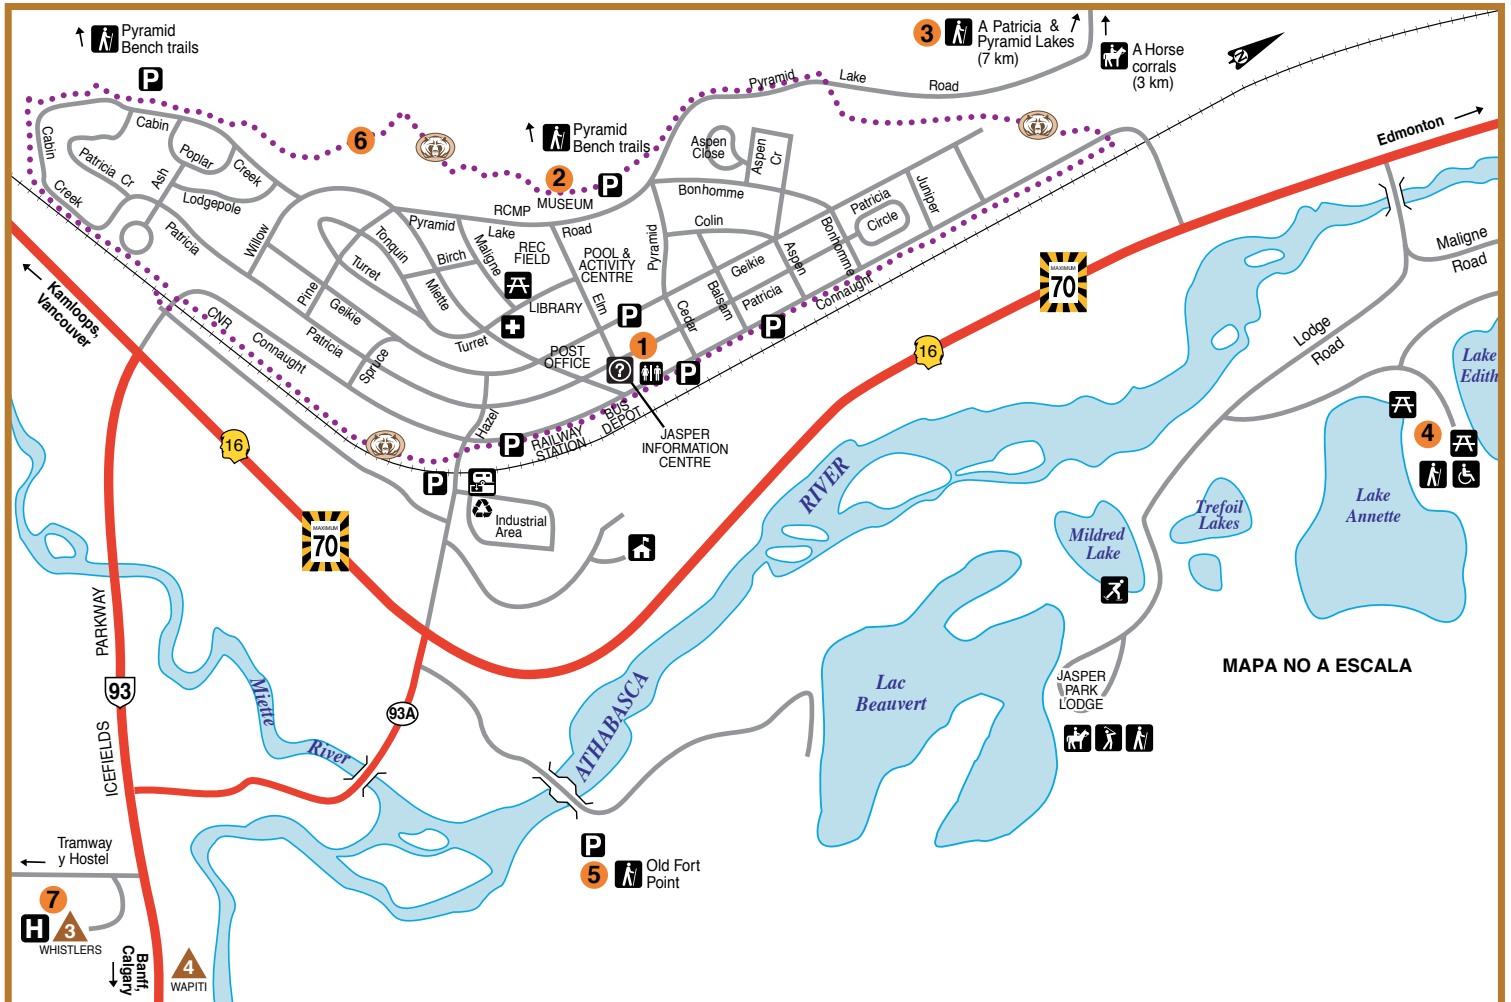 Pyramid
Bench trails
P
3
A Patricia &
Pyramid Lakes
(7 km)
A Horse
corrals
(3 km)
N
Edmonton
Pyramid
Lake
Road
Cabin
Cabin
Creek
Patricia Cr
Ash
Poplar
Creek
Lodgepole
Patricia
Willow
6
Pyramid
Bench trails
2
MUSEUM
P
RCMP
Pyramid
Lake
Road
Aspen
Close
Aspen
Cr
Bonhomme
Colin
Pyramid
Patricia
Circle
Juniper
Bonhomme
Geikie
Aspen
Balsam
Patricia
Connaught
Cedar
Tonquin
Turret
Birch
Maligne
Miette
REC
FIELD
POOL &
ACTIVITY
CENTRE
Elm
LIBRARY
P
P
Pine
Geikie
Patricia
Spruce
Turret
POST
OFFICE
1
?
P
CNR
Connaught
Hazel
P
RAILWAY
STATION
BUS
DEPOT
JASPER
INFORMATION
CENTRE
P
Industrial
Area
Kamloops,
Vancouver
16
MAXIMUM
70
16
MAXIMUM
70
Maligne
Road
Lodge
Road
Lake
Edith
4
Lake
Annette
Trefoil
Lakes
Mildred
Lake
RIVER
ATHABASCA
Lac
Beauvert
JASPER
PARK
LODGE
MAPA NO A ESCALA
PARKWAY
93
ICEFIELDS
Miette
River
93A
P
5
Old Fort
Point
Tramway
y Hostel
7
H
3
WHISTLERS
Banff,
Calgary
4
WAPITI